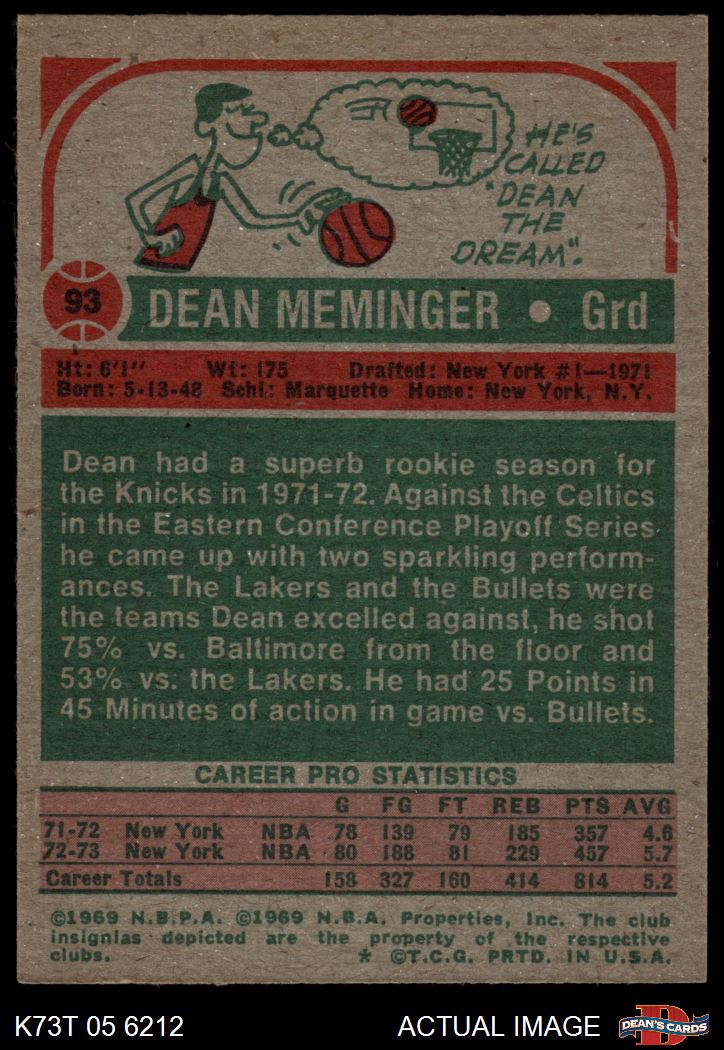 HE'S
CALLED
"DEAN
THE
DREAM".
93
DEAN MEMINGER • Grd
Ht: 6'1" Wt: 175 Drafted: New York #1—1971
Born: 5-13-48 Schl: Marquette Home: New York, N.Y.
Dean had a superb rookie season for
the Knicks in 1971-72. Against the Celtics
in the Eastern Conference Playoff Series
he came up with two sparkling perform-
ances. The Lakers and the Bullets were
the teams Dean excelled against, he shot
75% vs. Baltimore from the floor and
53% vs. the Lakers. He had 25 Points in
45 Minutes of action in game vs. Bullets.
CAREER PRO STATISTICS
G FG FT REB PTS AVG
71-72 New York NBA 78 139 79 185 357 4.6
72-73 New York NBA 80 188 81 229 457 5.7
Career Totals 158 327 160 414 814 5.2
©1969 N.B.P.A. ©1969 N.B.A. Properties, Inc. The club
insignias depicted are the property of the respective
clubs. * ©T.C.G. PRTD. IN U.S.A.
K73T 05 6212 ACTUAL IMAGE
D
DEAN'S CARDS